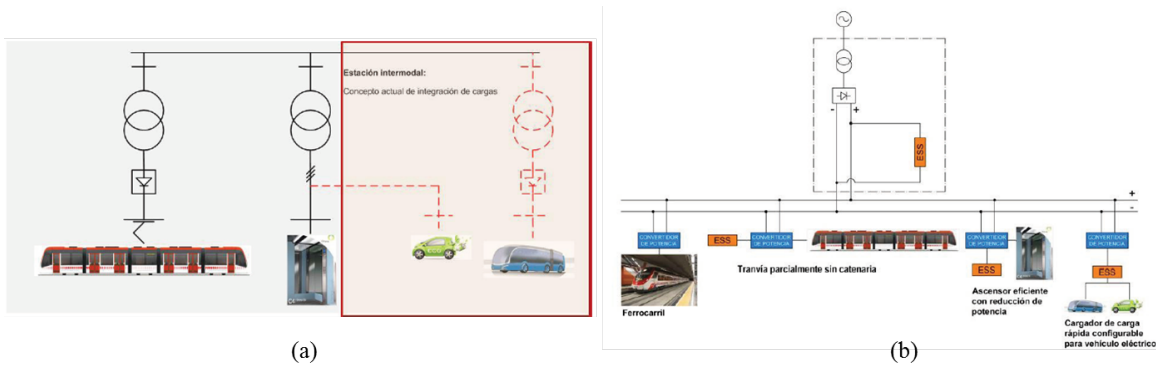 Estación intermodal:
Concepto actual de integración de cargas
(a)
- +
ESS
+
-
CONVERTIDOR
DE POTENCIA
ESS
CONVERTIDOR
DE POTENCIA
CONVERTIDOR
DE POTENCIA
CONVERTIDOR
DE POTENCIA
ESS
ESS
Tranvía parcialmente sin catenaria
Ferrocarril
Ascensor eficiente
con reducción de
potencia
Cargador de carga
rápida configurable
para vehículo eléctrico
(b)